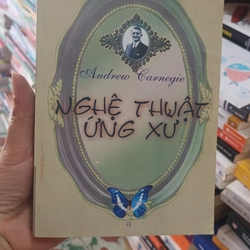 Andrew Carnegie
NGHỆ THUẬT
ỨNG XỬ